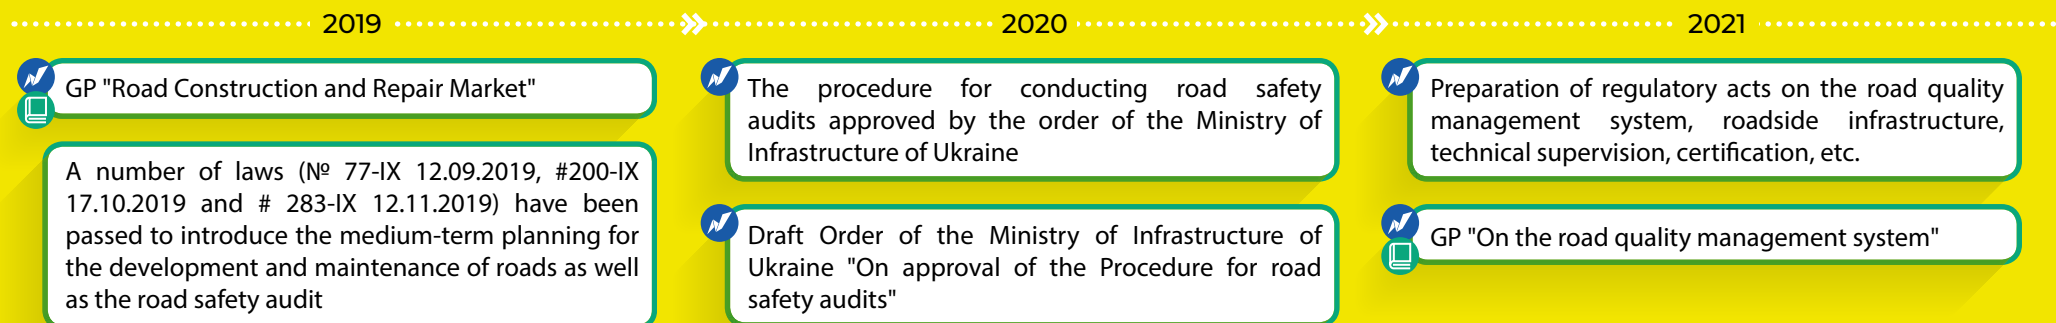 2019
GP "Road Construction and Repair Market"
A number of laws (№ 77-IX 12.09.2019, #200-IX
17.10.2019 and # 283-IX 12.11.2019) have been
passed to introduce the medium-term planning for
the development and maintenance of roads as well
as the road safety audit
2020
The procedure for conducting road safety
audits approved by the order of the Ministry of
Infrastructure of Ukraine
Draft Order of the Ministry of Infrastructure of
Ukraine "On approval of the Procedure for road
safety audits"
2021
Preparation of regulatory acts on the road quality
management system, roadside infrastructure,
technical supervision, certification, etc.
GP "On the road quality management system"